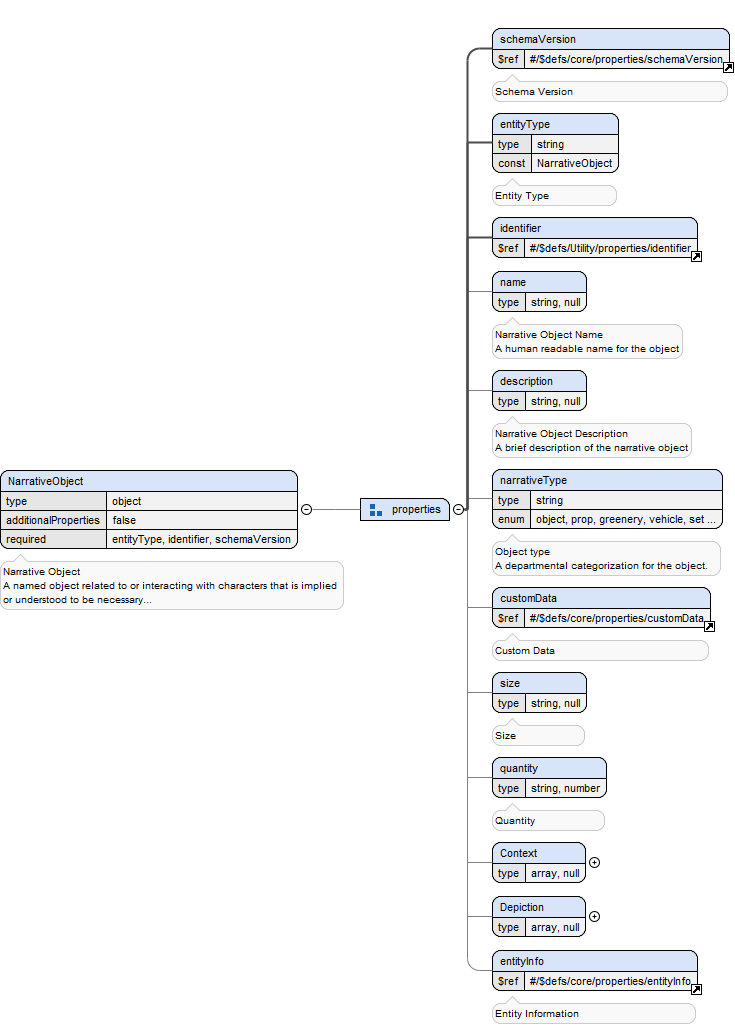 NarrativeObject
type object
additionalProperties false
required entityType, identifier, schemaVersion
Narrative Object
A named object related to or interacting with characters that is implied
or understood to be necessary...
properties
schemaVersion
$ref #/$defs/core/properties/schemaVersion
Schema Version
entityType
type string
const NarrativeObject
Entity Type
identifier
$ref #/$defs/Utility/properties/identifier
name
type string, null
Narrative Object Name
A human readable name for the object
description
type string, null
Narrative Object Description
A brief description of the narrative object
narrativeType
type string
enum object, prop, greenery, vehicle, set ...
Object type
A departmental categorization for the object.
customData
$ref #/$defs/core/properties/customData
Custom Data
size
type string, null
Size
quantity
type string, number
Quantity
Context
type array, null
Depiction
type array, null
entityInfo
$ref #/$defs/core/properties/entityInfo
Entity Information